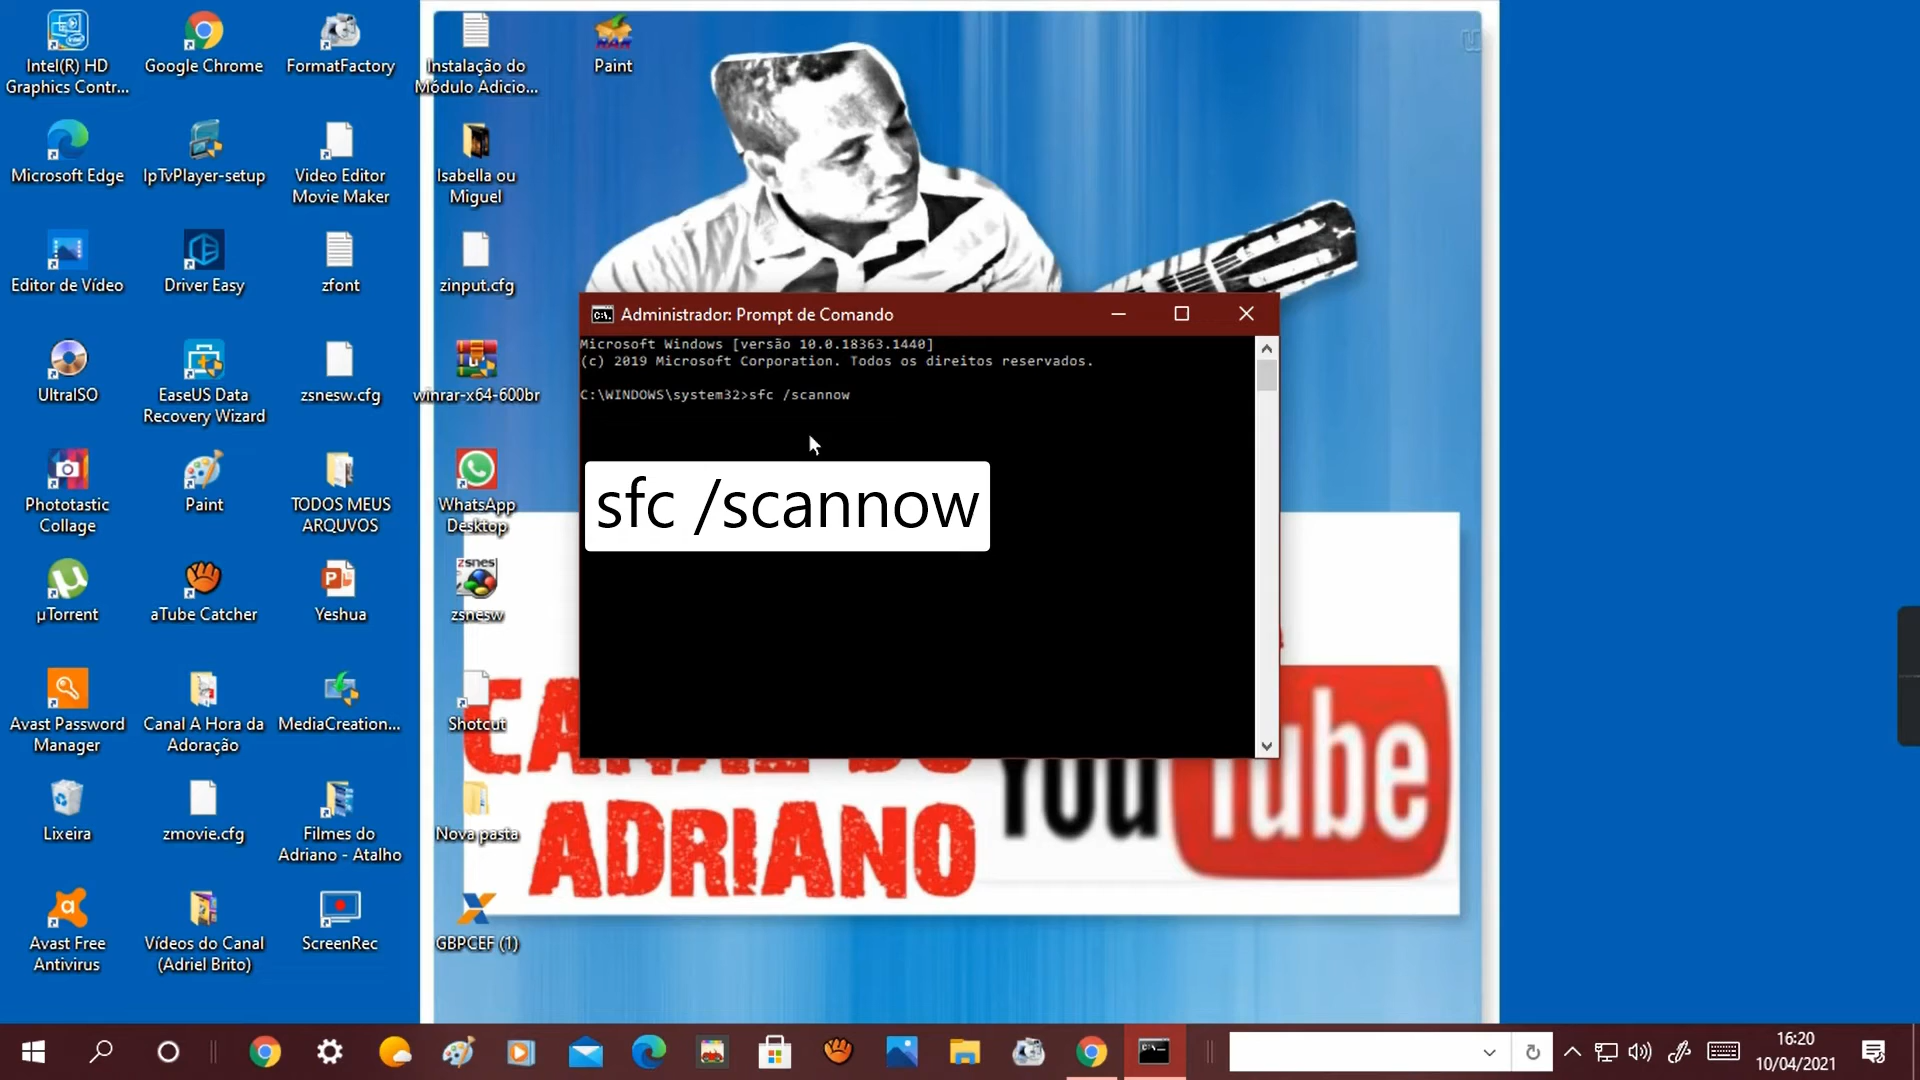 Intel(R) HD
Graphics Contr...
Google Chrome
FormatFactory
Instalação do
Módulo Adicio...
RAR
Paint
Microsoft Edge
IpTvPlayer-setup
Video Editor
Movie Maker
Isabella ou
Miguel
Editor de Vídeo
Driver Easy
zfont
zinput.cfg
UltraISO
EaseUS Data
Recovery Wizard
zsnesw.cfg
winrar-x64-600br
Phototastic
Collage
Paint
TODOS MEUS
ARQUVOS
WhatsApp
Desktop
µTorrent
aTube Catcher
Yeshua
zsnes
zsnesw
Avast Password
Manager
Canal A Hora da
Adoração
MediaCreation...
Shotcut
Lixeira
zmovie.cfg
Filmes do
Adriano - Atalho
Nova pasta
Avast Free
Antivirus
Vídeos do Canal
(Adriel Brito)
ScreenRec
GBPCEF (1)
Administrador: Prompt de Comando
Microsoft Windows [versão 10.0.18363.1440]
(c) 2019 Microsoft Corporation. Todos os direitos reservados.
C:\WINDOWS\system32>sfc /scannow
sfc /scannow
CANAL DO
ADRIANO
YouTube
16:20
10/04/2021